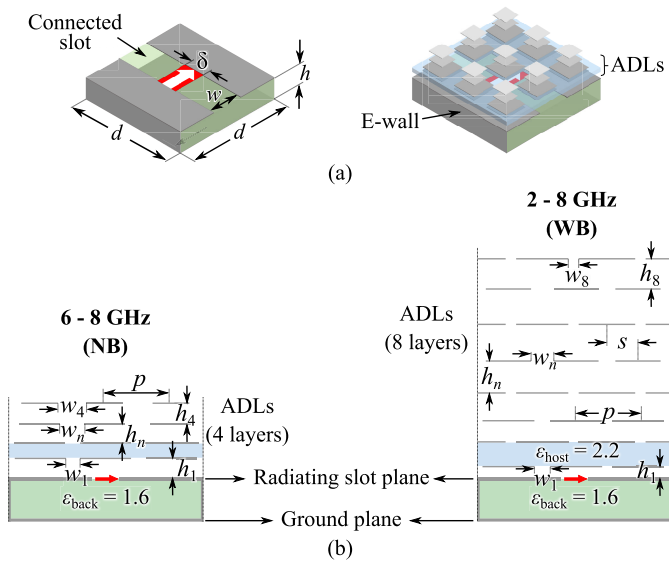 Connected
slot
δ
w
h
d
d
ADLs
E-wall
(a)
2 - 8 GHz
(WB)
w8
h8
6 - 8 GHz
(NB)
ADLs
(8 layers)
s
wn
hn
p
p
w4
h4
wn
hn
ADLs
(4 layers)
εhost = 2.2
h1
w1
h1
w1
εback = 1.6
Radiating slot plane
εback = 1.6
Ground plane
(b)